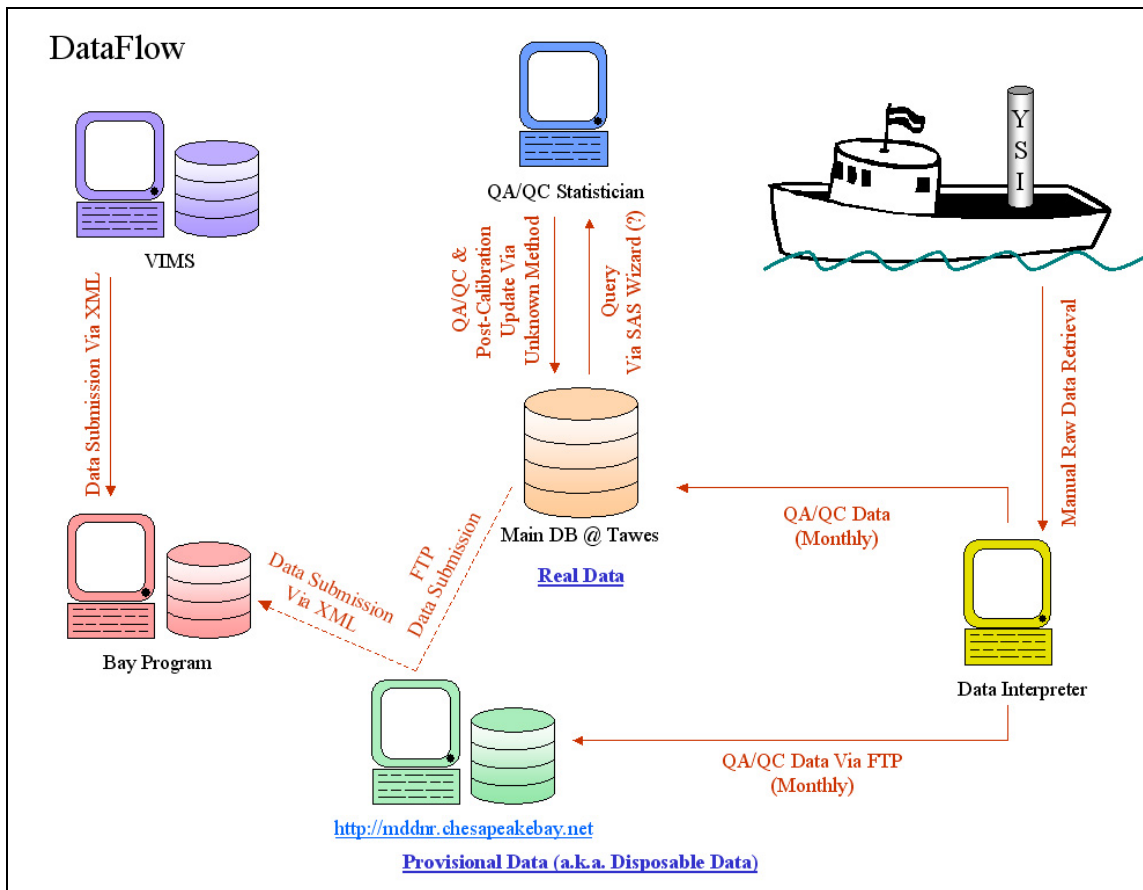 DataFlow
VIMS
QA/QC Statistician
Y
S
I
Data Submission Via XML
QA/QC &
Post-Calibration
Update Via
Unknown Method
Query
Via SAS Wizard (?)
Manual Raw Data Retrieval
Main DB @ Tawes
Real Data
QA/QC Data
(Monthly)
FTP
Data Submission
Data Submission
Via XML
Bay Program
Data Interpreter
QA/QC Data Via FTP
(Monthly)
http://mddnr.chesapeakebay.net
Provisional Data (a.k.a. Disposable Data)